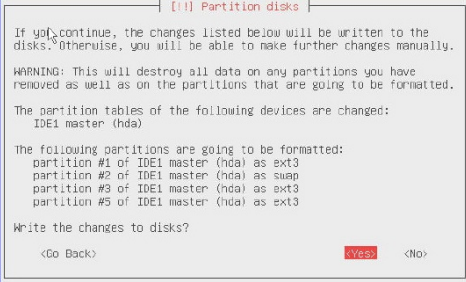 [!!] Partition disks
If you continue, the changes listed below will be written to the
disks. Otherwise, you will be able to make further changes manually.
WARNING: This will destroy all data on any partitions you have
removed as well as on the partitions that are going to be formatted.
The partition tables of the following devices are changed:
IDE1 master (hda)
The following partitions are going to be formatted:
partition #1 of IDE1 master (hda) as ext3
partition #2 of IDE1 master (hda) as swap
partition #3 of IDE1 master (hda) as ext3
partition #5 of IDE1 master (hda) as ext3
Write the changes to disks?
<Go Back> <Yes> <No>